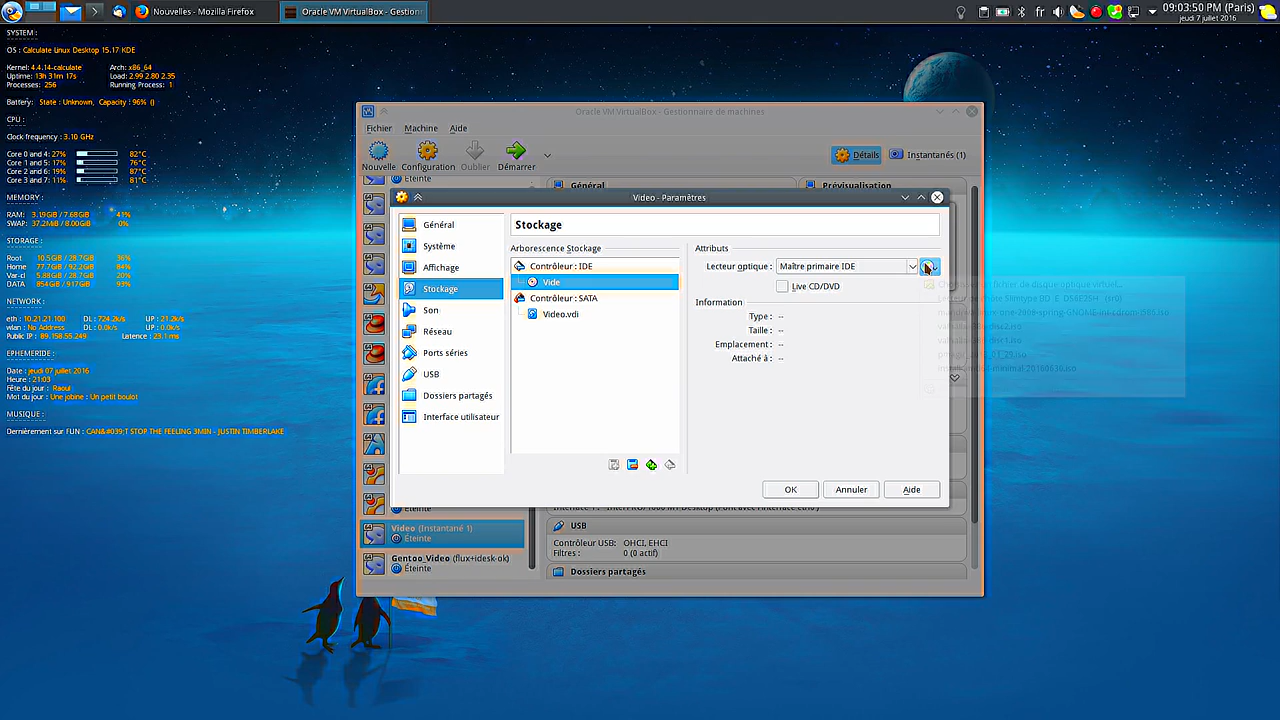 Nouvelles - Mozilla Firefox
Oracle VM VirtualBox - Gestion
fr
09:03:50 PM (Paris)
jeudi 7 juillet 2016
SYSTEM :
OS : Calculate Linux Desktop 15.17 KDE
Kernel: 4.4.14-calculate Arch: x86_64
Uptime: 13h 31m 17s Load: 2.99 2.80 2.35
Processes: 256 Running Process: 1
Battery: State : Unknown, Capacity : 96% ()
CPU :
Clock frequency : 3.10 GHz
Core 0 and 4: 27% 82°C
Core 1 and 5: 17% 76°C
Core 2 and 6: 19% 87°C
Core 3 and 7: 11% 81°C
MEMORY :
RAM: 3.19GiB / 7.68GiB 41%
SWAP: 37.2MiB / 8.00GiB 0%
STORAGE :
Root 10.5GiB / 28.7GiB 36%
Home 77.7GiB / 92.2GiB 84%
Var-cl 5.88GiB / 28.7GiB 20%
DATA 854GiB / 917GiB 93%
NETWORK :
eth : 10.21.21.100 DL : 724.2k/s UP : 21.2k/s
wlan : No Address DL : 0.0k/s UP : 0.0k/s
Public IP : 89.158.55.249 Latence : 23.1 ms
EPHEMERIDE :
Date : jeudi 07 juillet 2016
Heure : 21:03
Fête du jour : Raoul
Mot du jour : Une jobine : Un petit boulot
MUSIQUE :
Dernièrement sur FUN : CAN&#039;T STOP THE FEELING 3MIN - JUSTIN TIMBERLAKE
Oracle VM VirtualBox - Gestionnaire de machines
Fichier Machine Aide
Nouvelle Configuration Oublier Démarrer
Détails Instantanés (1)
Éteinte
Général Prévisualisation
Video - Paramètres
Général
Système
Affichage
Stockage
Son
Réseau
Ports séries
USB
Dossiers partagés
Interface utilisateur
Stockage
Arborescence Stockage
Contrôleur : IDE
Vide
Contrôleur : SATA
Video.vdi
Attributs
Lecteur optique : Maître primaire IDE
Live CD/DVD
Information
Type : --
Taille : --
Emplacement : --
Attaché à : --
OK Annuler Aide
Éteinte
Video (Instantané 1)
Éteinte
Gentoo_Video (flux+idesk-ok)
Éteinte
USB
Contrôleur USB: OHCI, EHCI
Filtres : 0 (0 actif)
Dossiers partagés